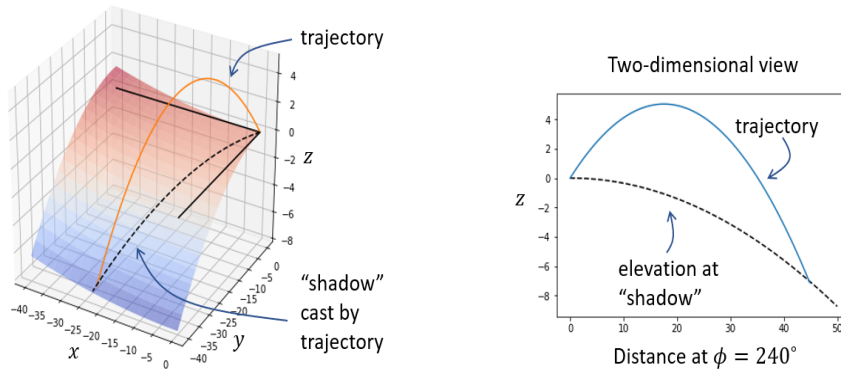 trajectory
4
2
0
−2
−4
−6
−8
z
0
−5
−10
−15
−20
−25
−30
−35
−40
y
−40
−35
−30
−25
−20
−15
−10
−5
0
x
“shadow”
cast by
trajectory
Two-dimensional view
trajectory
z
4
2
0
−2
−4
−6
−8
elevation at
“shadow”
0 10 20 30 40 50
Distance at ϕ = 240°